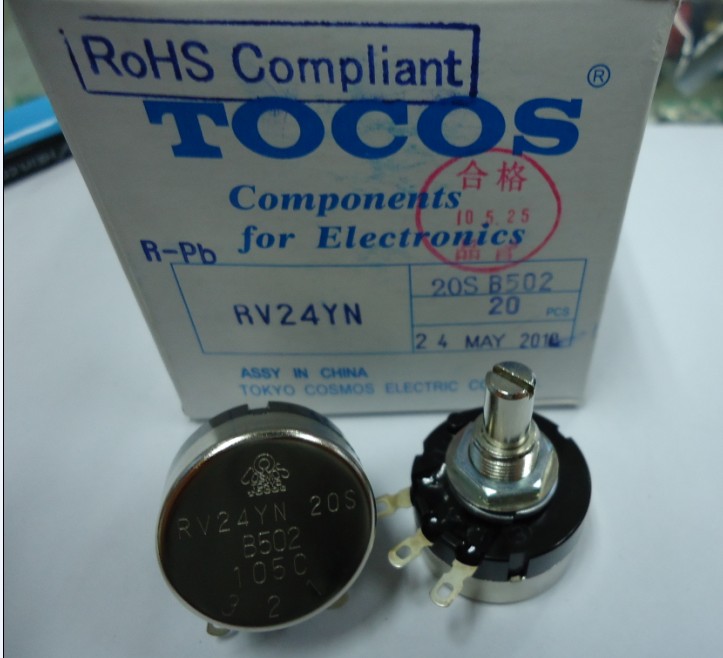 RoHS Compliant
TOCOS ®
Components
for Electronics
合格
10.5.25
R-Pb
RV24YN
20S B502
20 PCS
24 MAY 2010
ASSY IN CHINA
TOKYO COSMOS ELECTRIC
RV24YN 20S
B502
105C
3 2 1